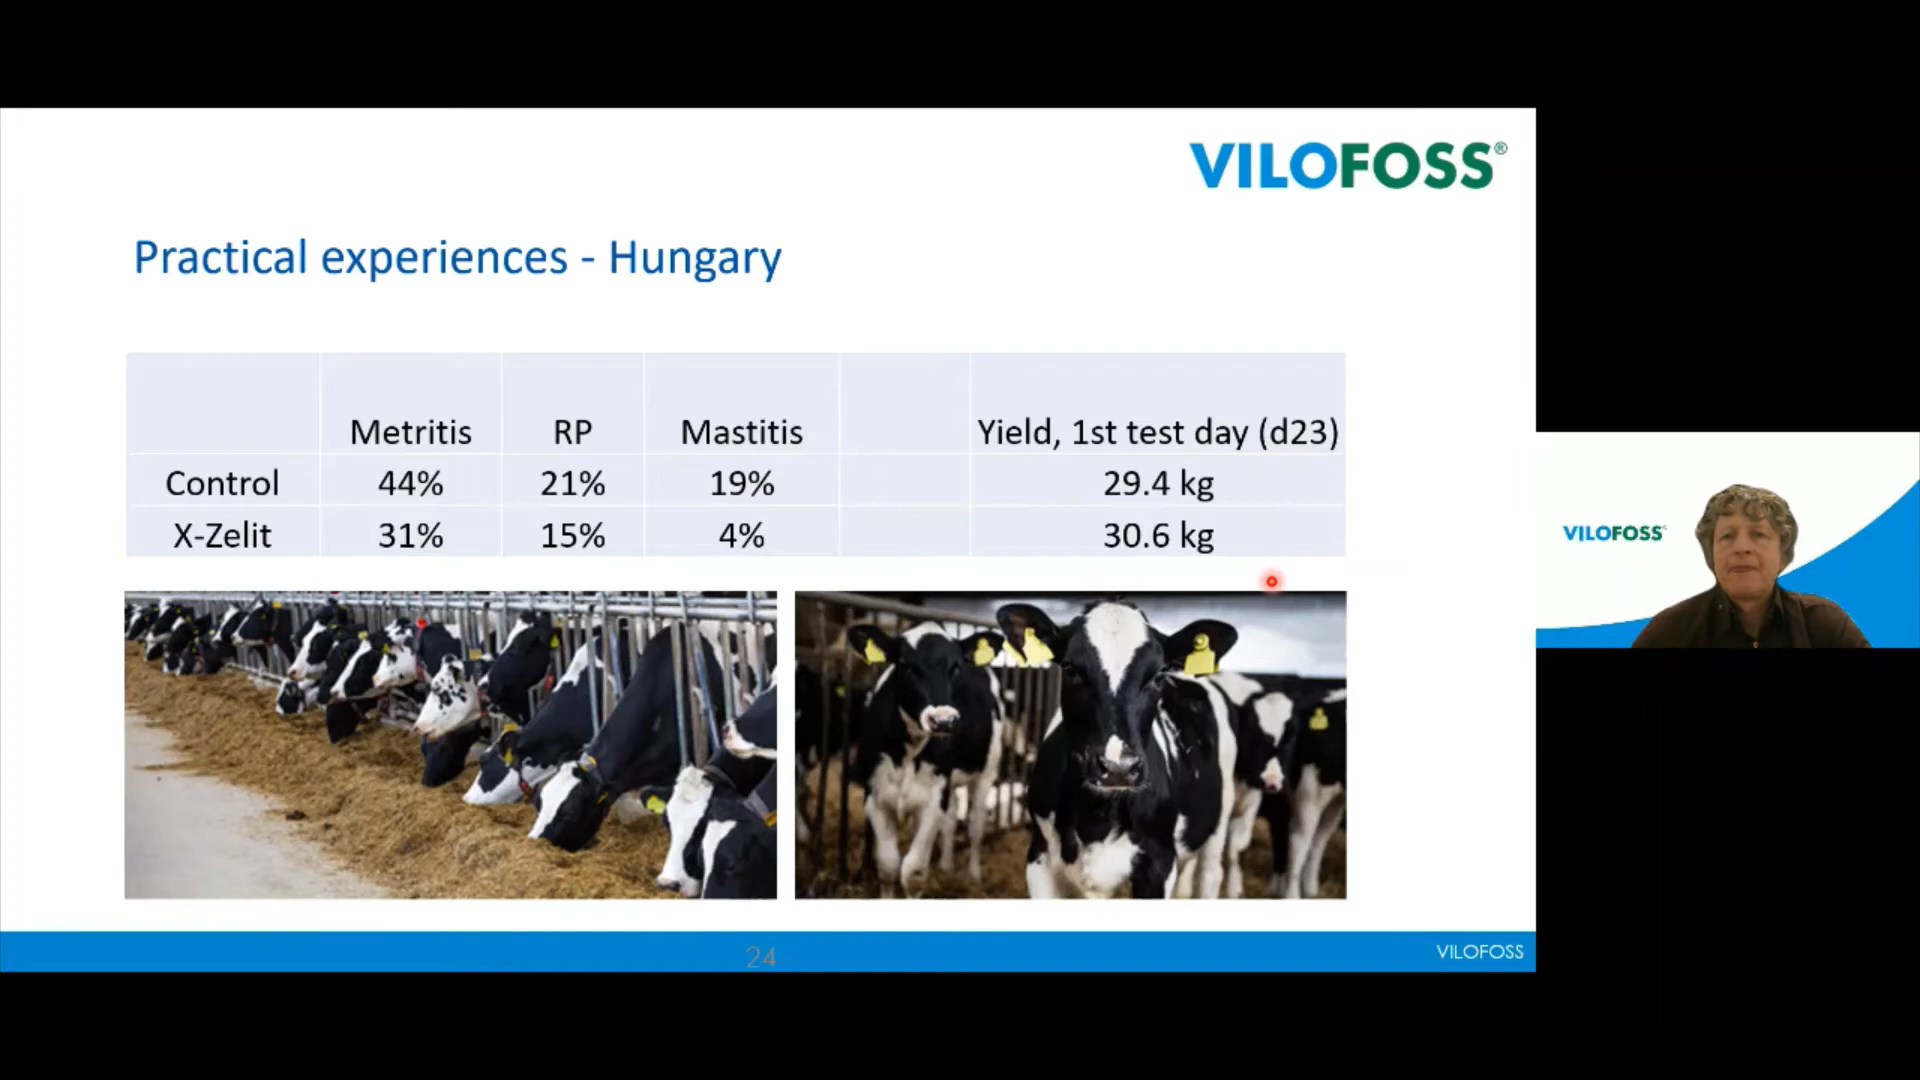 VILOFOSS®
Practical experiences - Hungary
Metritis RP Mastitis Yield, 1st test day (d23)
Control 44% 21% 19% 29.4 kg
X-Zelit 31% 15% 4% 30.6 kg
VILOFOSS
24
VILOFOSS